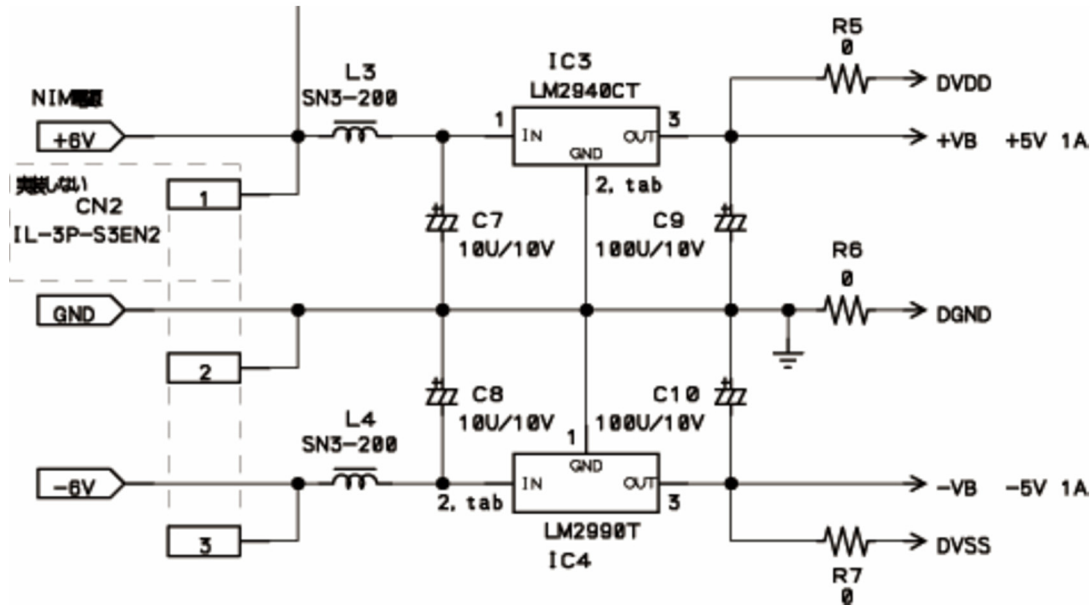 R5
0
IC3
LM2940CT
L3
SN3-200
DVDD
NIM電源
+6V
1
IN
OUT
3
GND
+VB +5V 1A
2, tab
実装しない
CN2
IL-3P-S3EN2
1
C7
10U/10V
C9
100U/10V
R6
0
GND
DGND
2
C8
10U/10V
C10
100U/10V
L4
SN3-200
1
GND
-6V
IN
OUT
2, tab
3
-VB -5V 1A
3
LM2990T
IC4
DVSS
R7
0